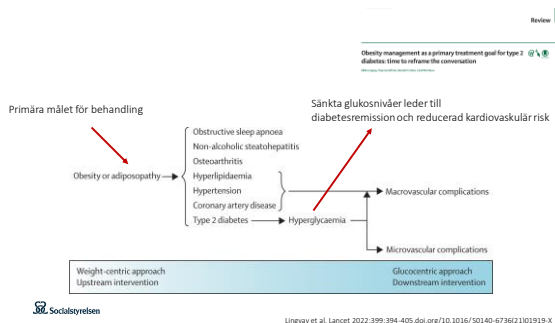 Review
Obesity management as a primary treatment goal for type 2
diabetes: time to reframe the conversation
Primära målet för behandling
Sänkta glukosnivåer leder till
diabetesremission och reducerad kardiovaskulär risk
Obstructive sleep apnoea
Non-alcoholic steatohepatitis
Osteoarthritis
Obesity or adiposopathy
Hyperlipidaemia
Hypertension
Coronary artery disease
Type 2 diabetes
Hyperglycaemia
Macrovascular complications
Microvascular complications
Weight-centric approach
Upstream intervention
Glucocentric approach
Downstream intervention
Socialstyrelsen
Lingvay et al. Lancet 2022:399:394-405.doi.org/10.1016/S0140-6736(21)01919-X